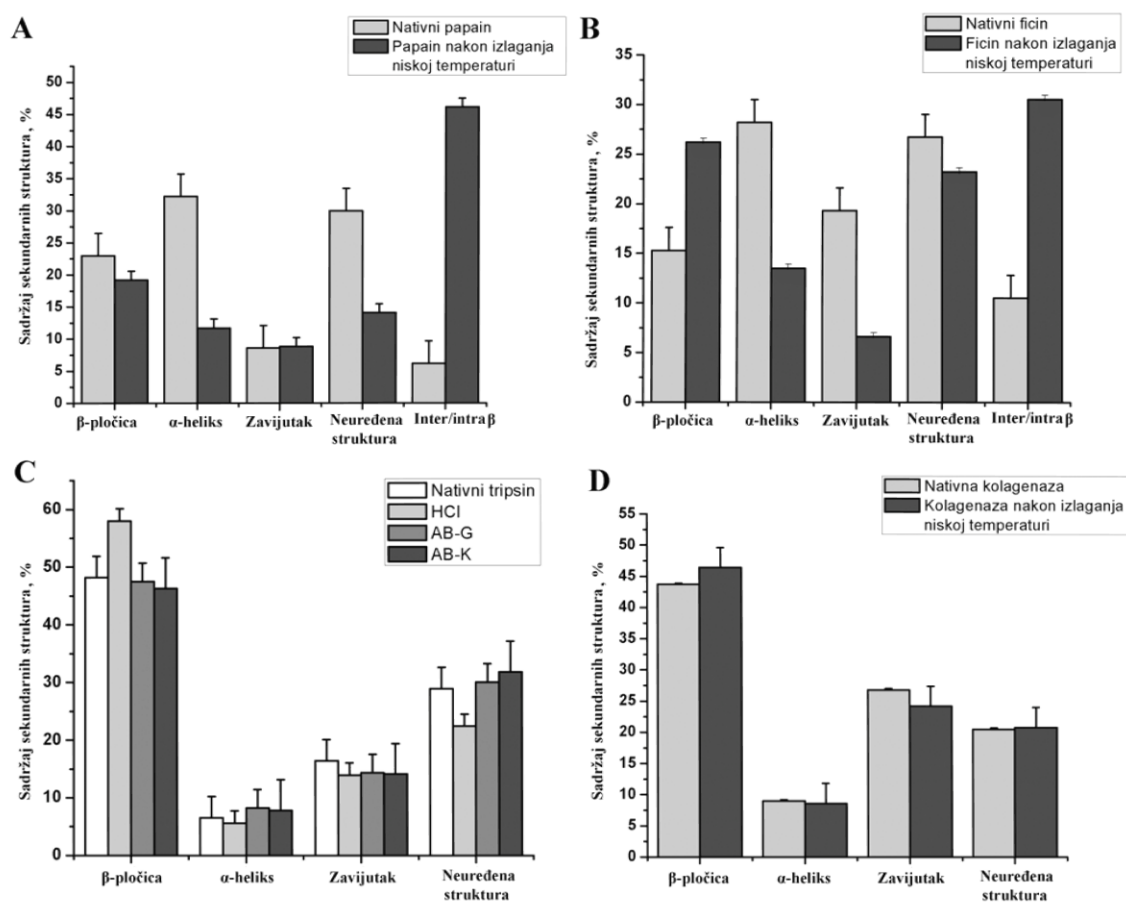 A
Nativni papain
Papain nakon izlaganja
niskoj temperaturi
Sadržaj sekundarnih struktura, %
50
45
40
35
30
25
20
15
10
5
0
β-pločica
α-heliks
Zavijutak
Neuređena
struktura
Inter/intra β
B
Nativni ficin
Ficin nakon izlaganja
niskoj temperaturi
Sadržaj sekundarnih struktura, %
35
30
25
20
15
10
5
0
β-pločica
α-heliks
Zavijutak
Neuređena
struktura
Inter/intra β
C
Nativni tripsin
HCl
AB-G
AB-K
Sadržaj sekundarnih struktura, %
60
50
40
30
20
10
0
β-pločica
α-heliks
Zavijutak
Neuređena
struktura
D
Nativna kolagenaza
Kolagenaza nakon izlaganja
niskoj temperaturi
Sadržaj sekundarnih struktura, %
55
50
45
45
35
30
25
20
15
10
5
0
β-pločica
α-heliks
Zavijutak
Neuređena
struktura